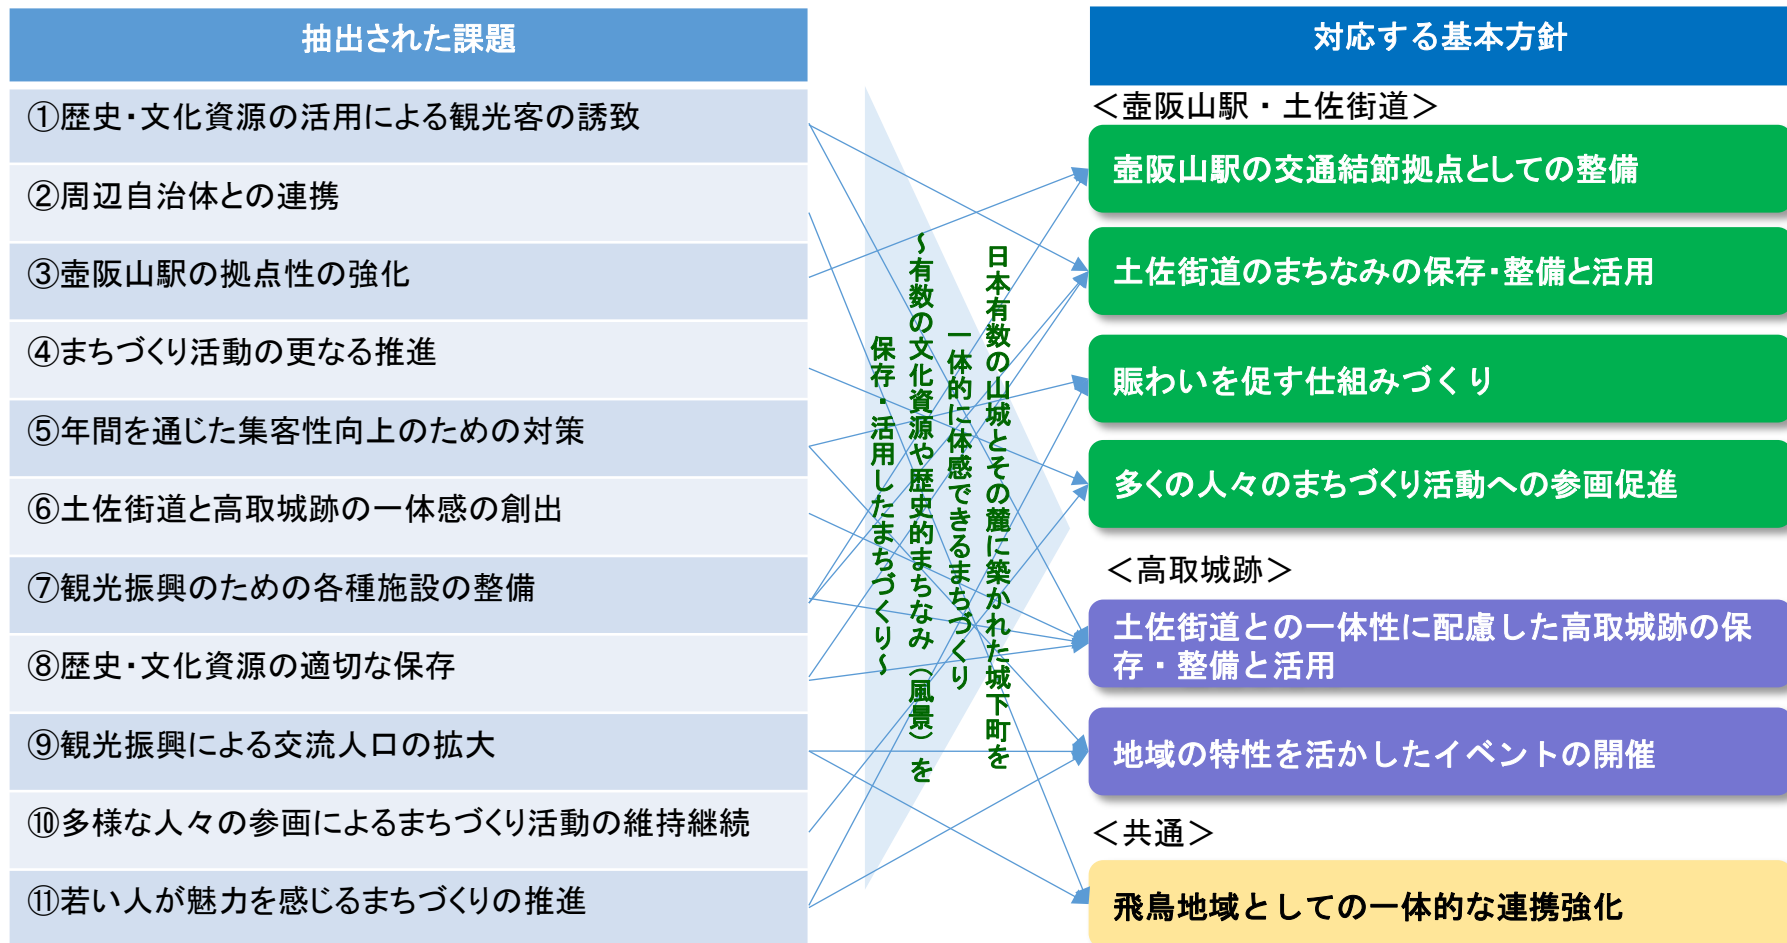 抽出された課題
①歴史・文化資源の活用による観光客の誘致
②周辺自治体との連携
③壺阪山駅の拠点性の強化
④まちづくり活動の更なる推進
⑤年間を通じた集客性向上のための対策
⑥土佐街道と高取城跡の一体感の創出
⑦観光振興のための各種施設の整備
⑧歴史・文化資源の適切な保存
⑨観光振興による交流人口の拡大
⑩多様な人々の参画によるまちづくり活動の維持継続
⑪若い人が魅力を感じるまちづくりの推進
日本有数の山城とその麓に築かれた城下町を
一体的に体感できるまちづくり
～有数の文化資源や歴史的まちなみ（風景）を
保存・活用したまちづくり～
対応する基本方針
＜壺阪山駅・土佐街道＞
壺阪山駅の交通結節拠点としての整備
土佐街道のまちなみの保存・整備と活用
賑わいを促す仕組みづくり
多くの人々のまちづくり活動への参画促進
＜高取城跡＞
土佐街道との一体性に配慮した高取城跡の保
存・整備と活用
地域の特性を活かしたイベントの開催
＜共通＞
飛鳥地域としての一体的な連携強化